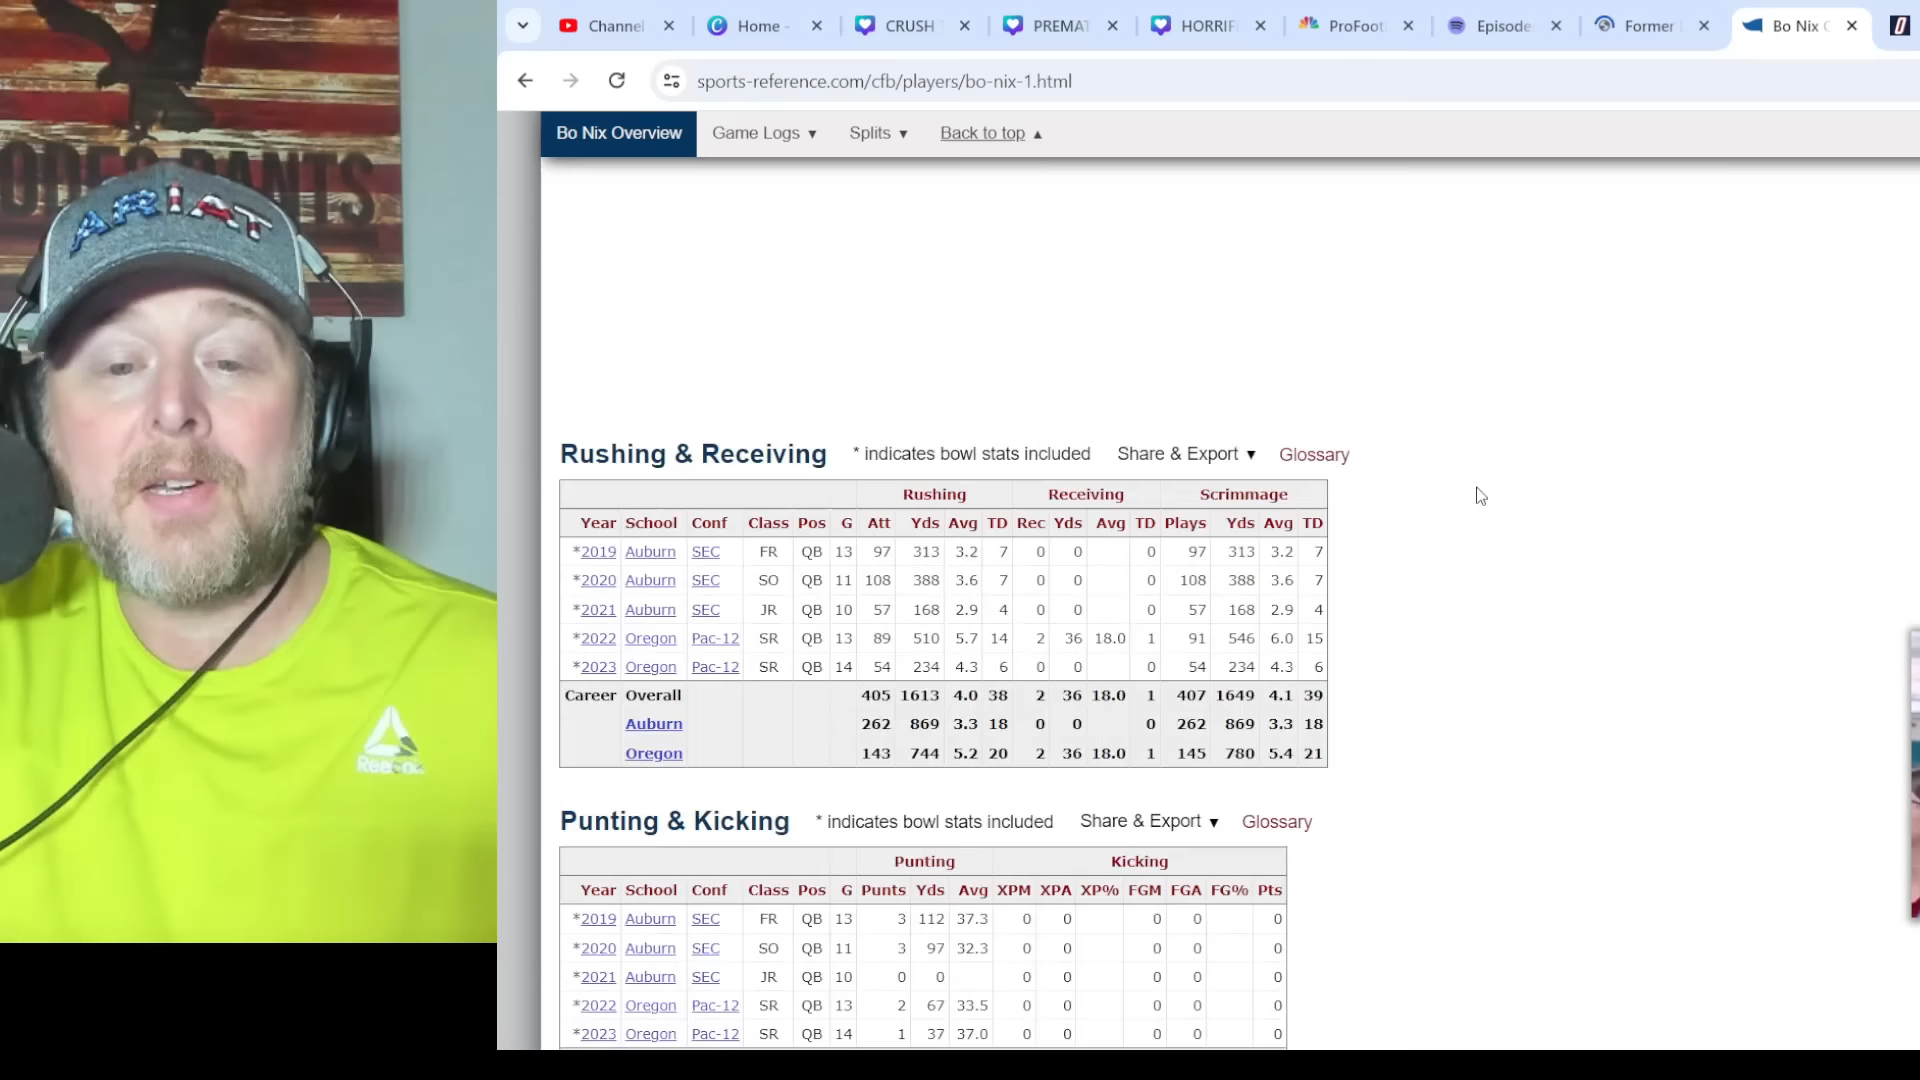 Channel
Home -
CRUSH
PREMAT
HORRIF
ProFoot
Episode
Former
Bo Nix C
sports-reference.com/cfb/players/bo-nix-1.html
Bo Nix Overview Game Logs ▼ Splits ▼ Back to top ▲
ARIAT
Rushing & Receiving * indicates bowl stats included Share & Export ▼ Glossary
Rushing Receiving Scrimmage
Year School Conf Class Pos G Att Yds Avg TD Rec Yds Avg TD Plays Yds Avg TD
*2019 Auburn SEC FR QB 13 97 313 3.2 7 0 0 0 97 313 3.2 7
*2020 Auburn SEC SO QB 11 108 388 3.6 7 0 0 0 108 388 3.6 7
*2021 Auburn SEC JR QB 10 57 168 2.9 4 0 0 0 57 168 2.9 4
*2022 Oregon Pac-12 SR QB 13 89 510 5.7 14 2 36 18.0 1 91 546 6.0 15
*2023 Oregon Pac-12 SR QB 14 54 234 4.3 6 0 0 0 54 234 4.3 6
Career Overall 405 1613 4.0 38 2 36 18.0 1 407 1649 4.1 39
Auburn 262 869 3.3 18 0 0 0 262 869 3.3 18
Oregon 143 744 5.2 20 2 36 18.0 1 145 780 5.4 21
Reebok
Punting & Kicking * indicates bowl stats included Share & Export ▼ Glossary
Punting Kicking
Year School Conf Class Pos G Punts Yds Avg XPM XPA XP% FGM FGA FG% Pts
*2019 Auburn SEC FR QB 13 3 112 37.3 0 0 0 0 0
*2020 Auburn SEC SO QB 11 3 97 32.3 0 0 0 0 0
*2021 Auburn SEC JR QB 10 0 0 0 0 0 0 0
*2022 Oregon Pac-12 SR QB 13 2 67 33.5 0 0 0 0 0
*2023 Oregon Pac-12 SR QB 14 1 37 37.0 0 0 0 0 0